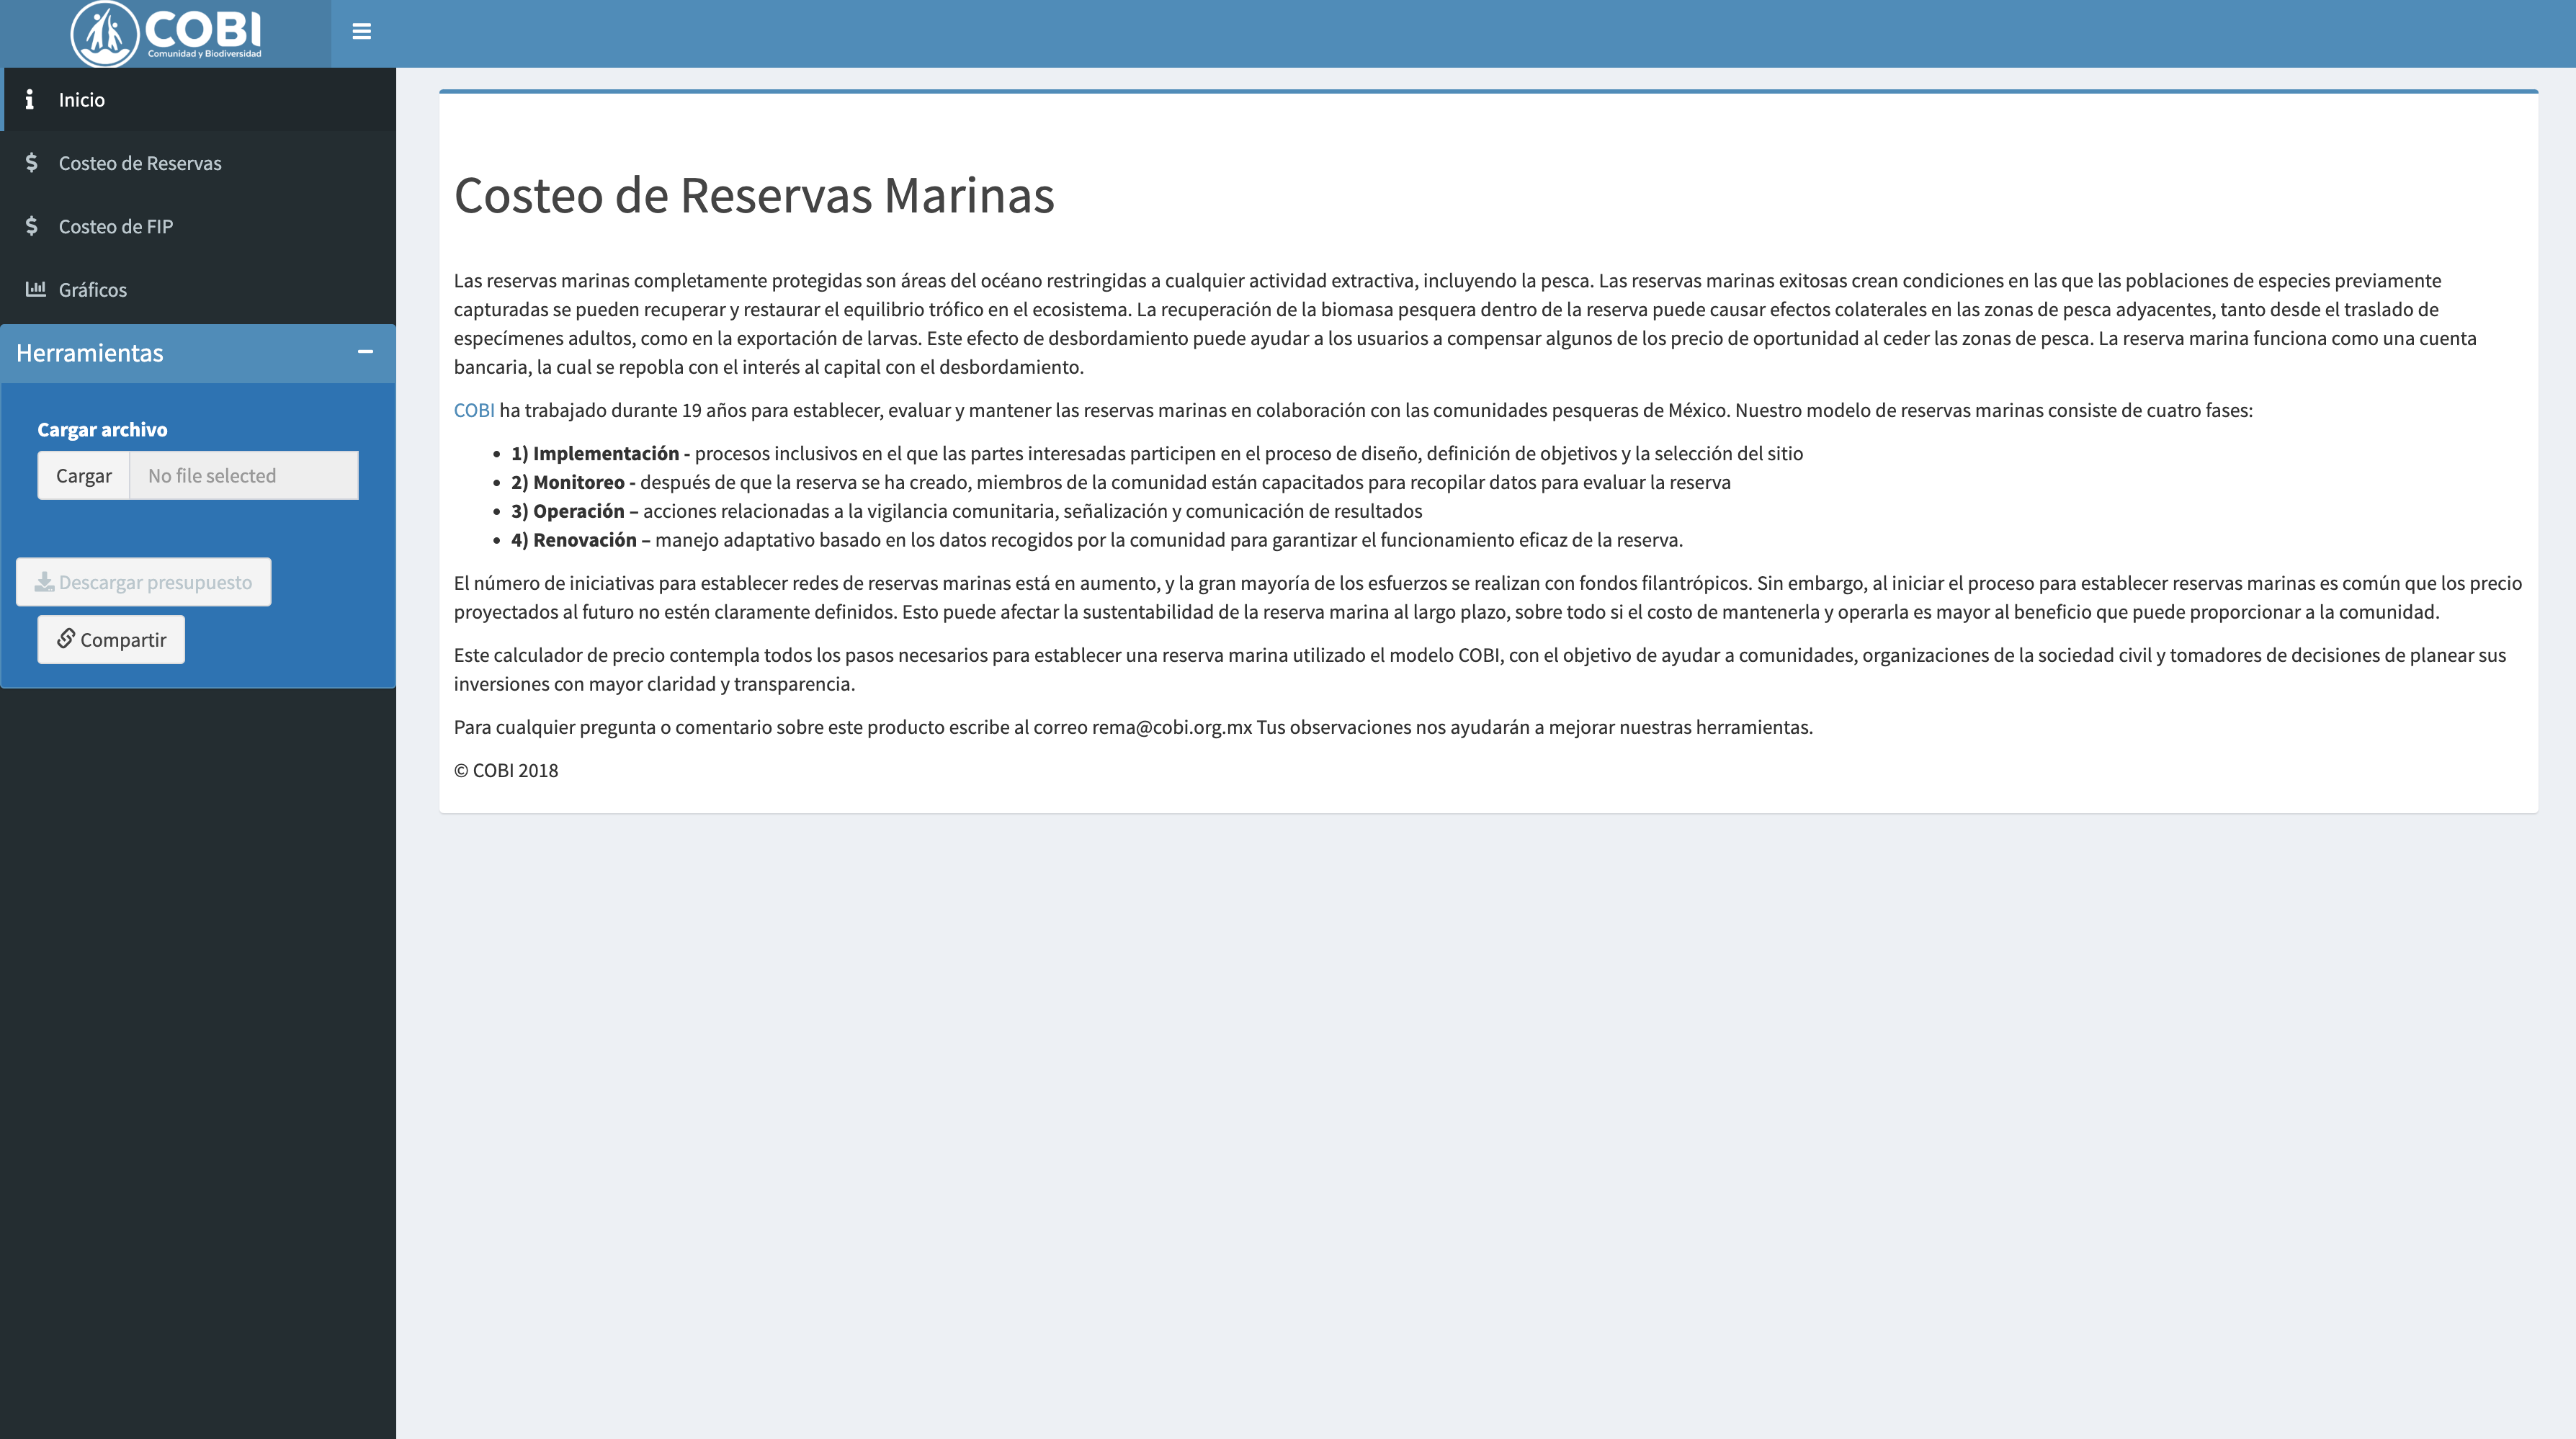 COBI
Comunidad y Biodiversidad
Inicio
Costeo de Reservas
Costeo de FIP
Gráficos
Herramientas
Cargar archivo
Cargar No file selected
Descargar presupuesto
Compartir
Costeo de Reservas Marinas
Las reservas marinas completamente protegidas son áreas del océano restringidas a cualquier actividad extractiva, incluyendo la pesca. Las reservas marinas exitosas crean condiciones en las que las poblaciones de especies previamente
capturadas se pueden recuperar y restaurar el equilibrio trófico en el ecosistema. La recuperación de la biomasa pesquera dentro de la reserva puede causar efectos colaterales en las zonas de pesca adyacentes, tanto desde el traslado de
especímenes adultos, como en la exportación de larvas. Este efecto de desbordamiento puede ayudar a los usuarios a compensar algunos de los precio de oportunidad al ceder las zonas de pesca. La reserva marina funciona como una cuenta
bancaria, la cual se repobla con el interés al capital con el desbordamiento.
COBI ha trabajado durante 19 años para establecer, evaluar y mantener las reservas marinas en colaboración con las comunidades pesqueras de México. Nuestro modelo de reservas marinas consiste de cuatro fases:
• 1) Implementación - procesos inclusivos en el que las partes interesadas participen en el proceso de diseño, definición de objetivos y la selección del sitio
• 2) Monitoreo - después de que la reserva se ha creado, miembros de la comunidad están capacitados para recopilar datos para evaluar la reserva
• 3) Operación – acciones relacionadas a la vigilancia comunitaria, señalización y comunicación de resultados
• 4) Renovación – manejo adaptativo basado en los datos recogidos por la comunidad para garantizar el funcionamiento eficaz de la reserva.
El número de iniciativas para establecer redes de reservas marinas está en aumento, y la gran mayoría de los esfuerzos se realizan con fondos filantrópicos. Sin embargo, al iniciar el proceso para establecer reservas marinas es común que los precio
proyectados al futuro no estén claramente definidos. Esto puede afectar la sustentabilidad de la reserva marina al largo plazo, sobre todo si el costo de mantenerla y operarla es mayor al beneficio que puede proporcionar a la comunidad.
Este calculador de precio contempla todos los pasos necesarios para establecer una reserva marina utilizado el modelo COBI, con el objetivo de ayudar a comunidades, organizaciones de la sociedad civil y tomadores de decisiones de planear sus
inversiones con mayor claridad y transparencia.
Para cualquier pregunta o comentario sobre este producto escribe al correo rema@cobi.org.mx Tus observaciones nos ayudarán a mejorar nuestras herramientas.
© COBI 2018